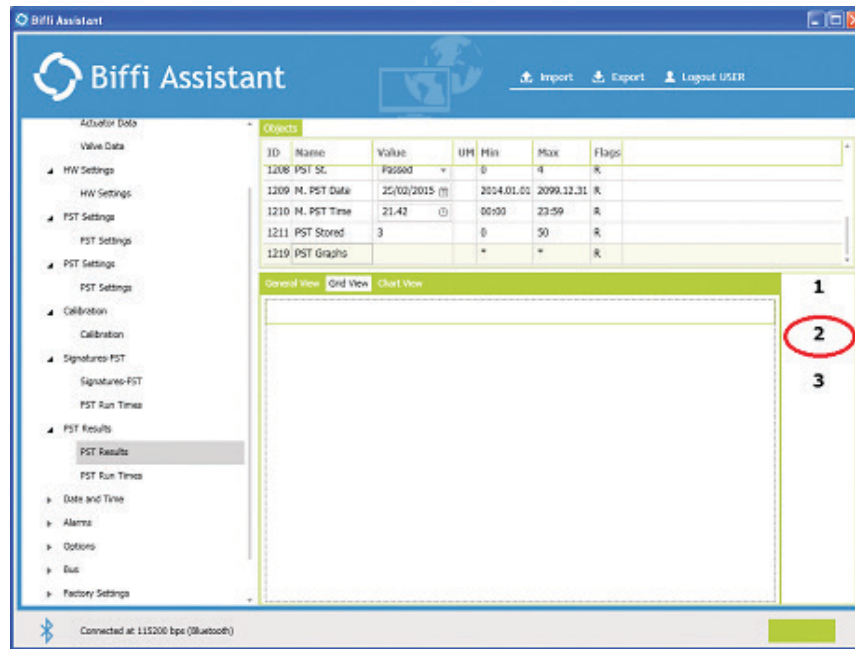 Biffi Assistant
Biffi Assistant
Import Export Logout USER
Actuator Data
Valve Data
HW Settings
HW Settings
FST Settings
FST Settings
PST Settings
PST Settings
Calibration
Calibration
Signatures-FST
Signatures-FST
FST Run Times
PST Results
PST Results
PST Run Times
Date and Time
Alarms
Options
Bus
Factory Settings
Objects
ID Name Value UM Min Max Flags
1208 PST St. Passed 0 4 R
1209 M. PST Date 25/02/2015 2014.01.01 2099.12.31 R
1210 M. PST Time 21.42 00:00 23:59 R
1211 PST Stored 3 0 50 R
1219 PST Graphs * * R
General View Grid View Chart View
1
2
3
Connected at 115200 bps (Bluetooth)